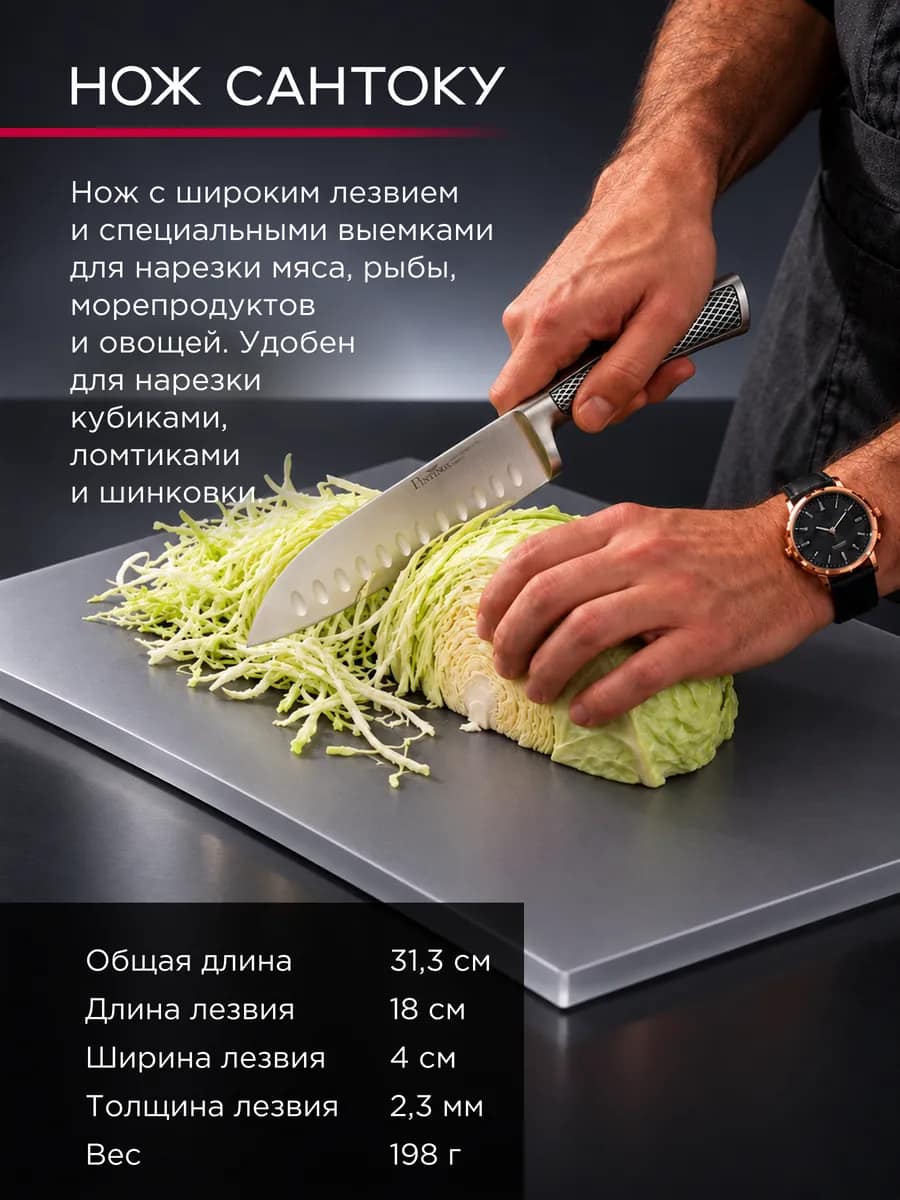 НОЖ САНТОКУ
Нож с широким лезвием
и специальными выемками
для нарезки мяса, рыбы,
морепродуктов
и овощей. Удобен
для нарезки
кубиками,
ломтиками
и шинковки.
PINTINOX
Общая длина 31,3 см
Длина лезвия 18 см
Ширина лезвия 4 см
Толщина лезвия 2,3 мм
Вес 198 г